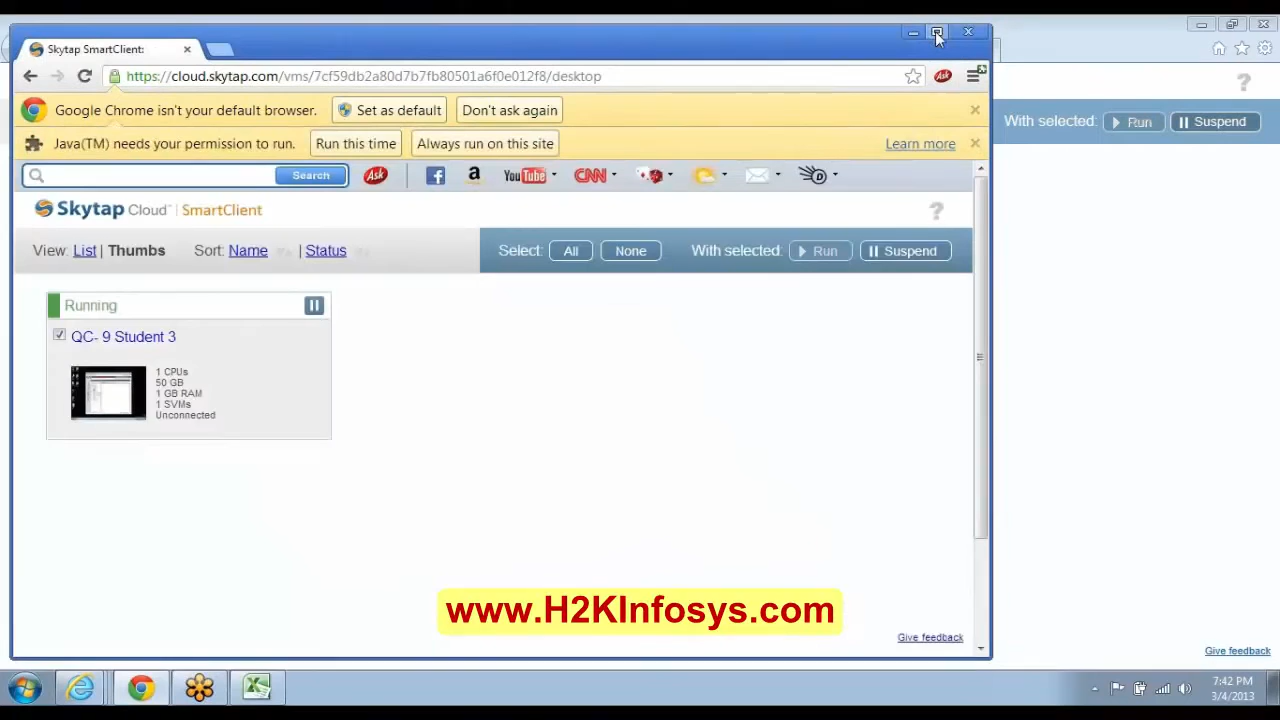 Skytap SmartClient:
https://cloud.skytap.com/vms/7cf59db2a80d7b7fb80501a6f0e012f8/desktop
Ask
Google Chrome isn't your default browser. Set as default Don't ask again
Java(TM) needs your permission to run. Run this time Always run on this site Learn more
With selected: Run Suspend
Search Ask YouTube CNN
Skytap Cloud | SmartClient
View: List | Thumbs Sort: Name | Status Select: All None With selected: Run Suspend
Running
QC- 9 Student 3
1 CPUs
50 GB
1 GB RAM
1 SVMs
Unconnected
www.H2KInfosys.com
Give feedback
Give feedback
7:42 PM
3/4/2013